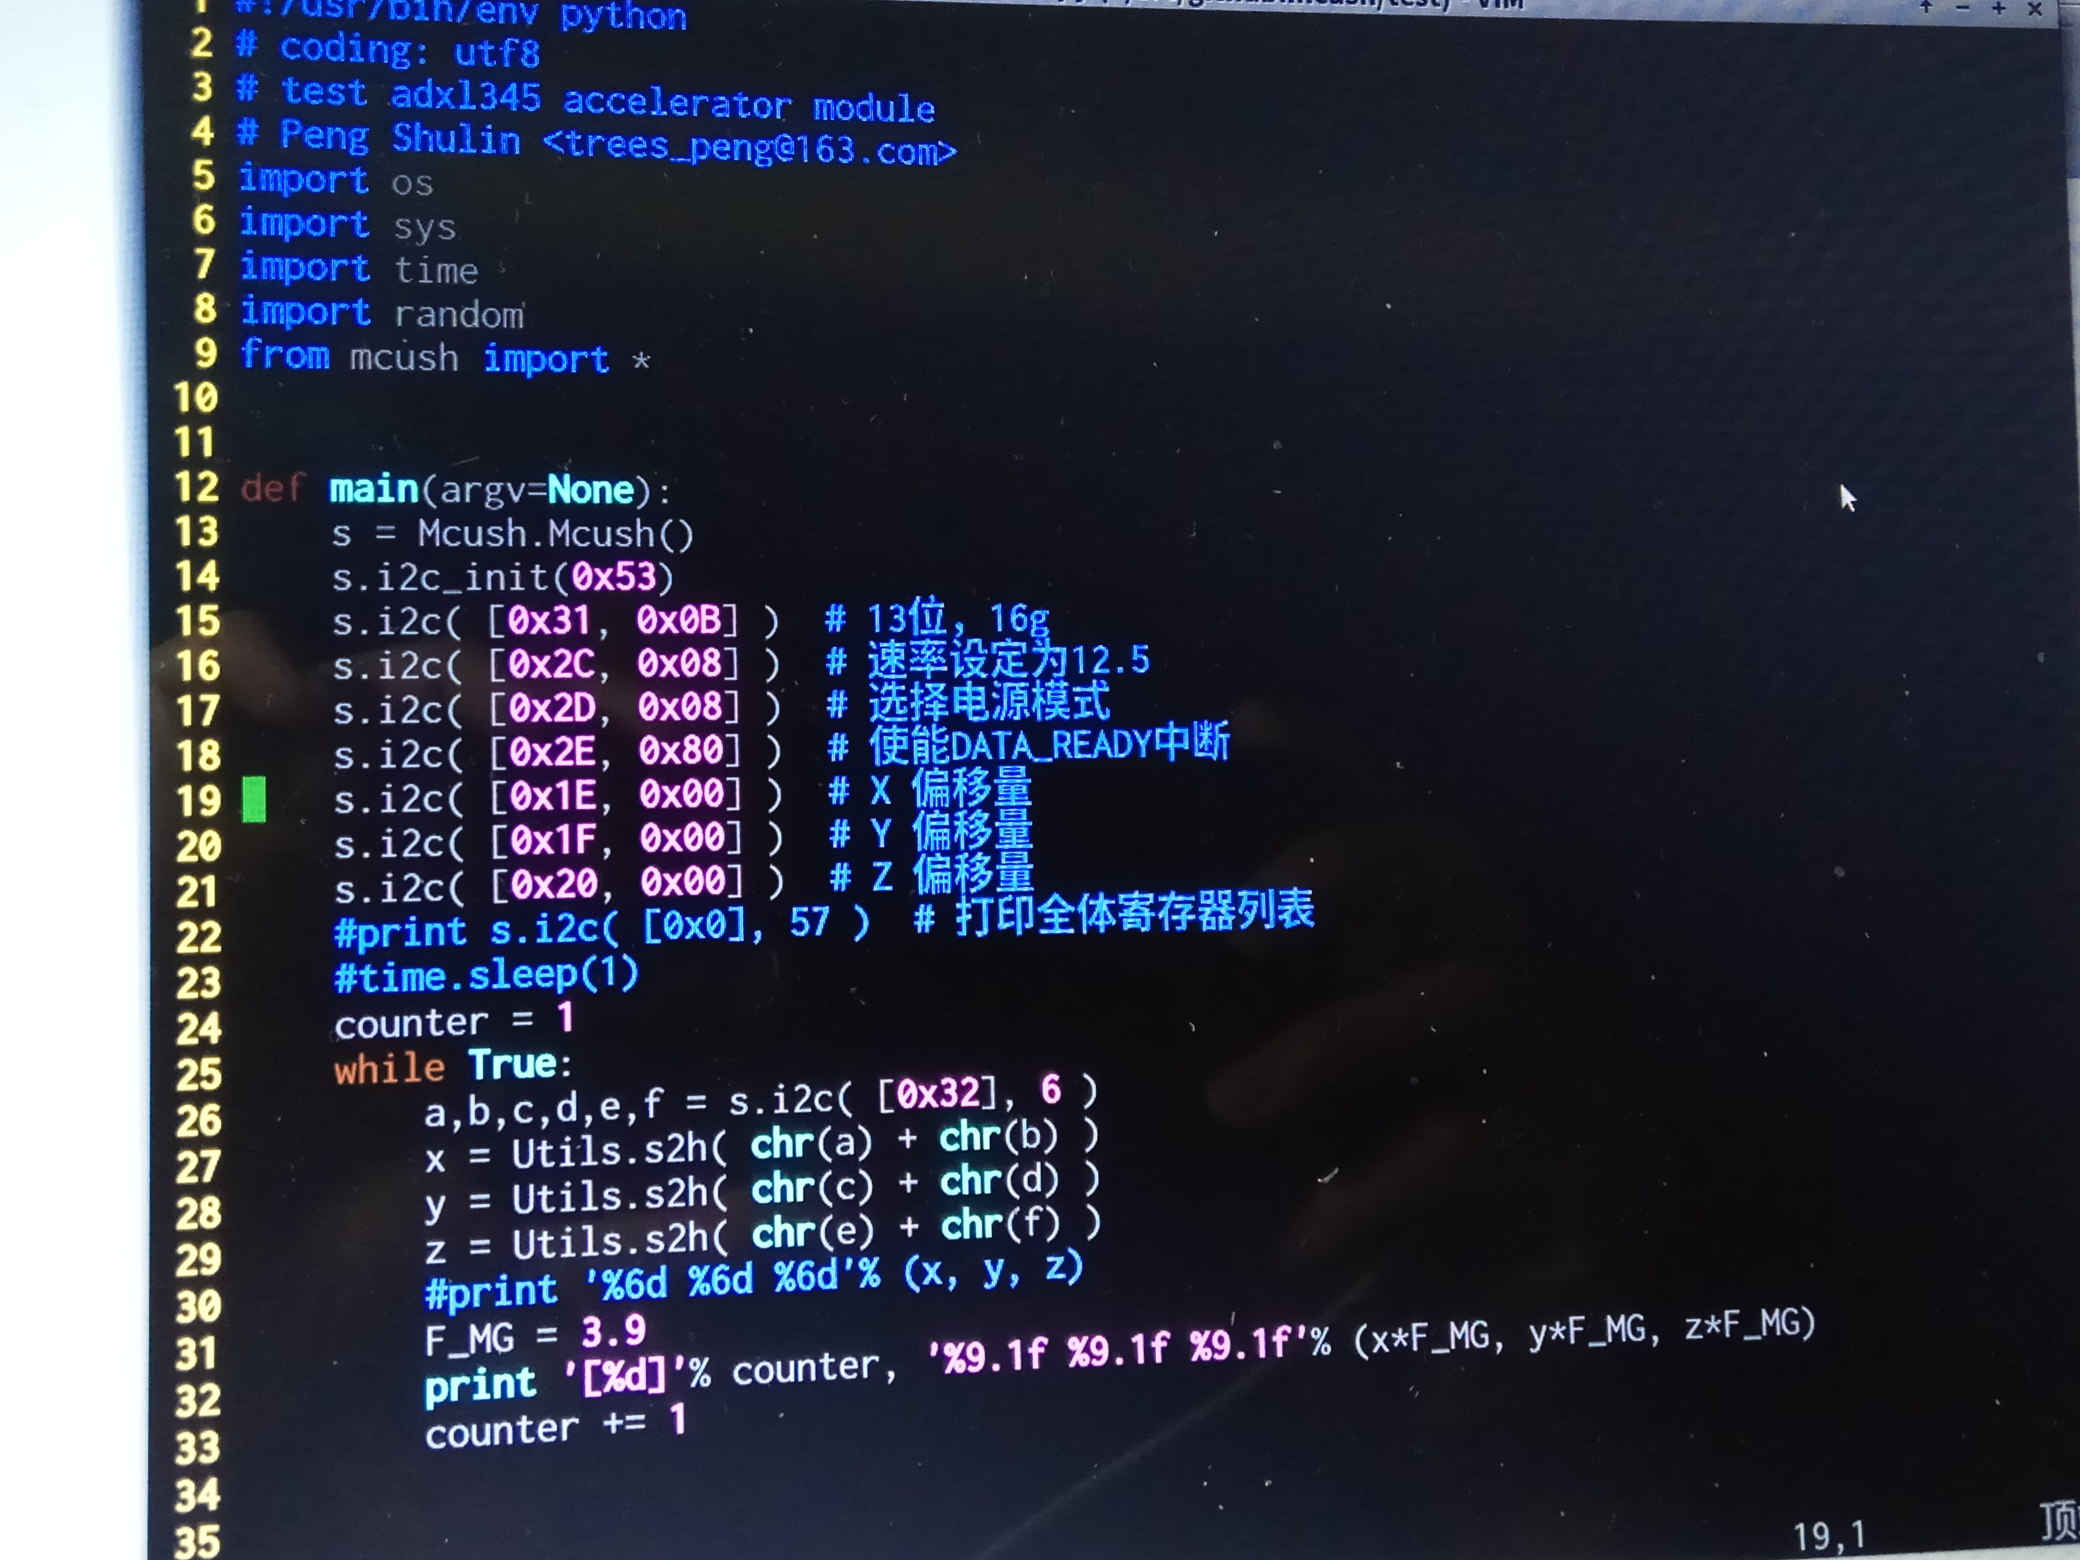 1 #!/usr/bin/env python
2 # coding: utf8
3 # test adxl345 accelerator module
4 # Peng Shulin <trees_peng@163.com>
5 import os
6 import sys
7 import time
8 import random
9 from mcush import *
10
11
12 def main(argv=None):
13     s = Mcush.Mcush()
14     s.i2c_init(0x53)
15     s.i2c( [0x31, 0x0B] )  # 13位, 16g
16     s.i2c( [0x2C, 0x08] )  # 速率设定为12.5
17     s.i2c( [0x2D, 0x08] )  # 选择电源模式
18     s.i2c( [0x2E, 0x80] )  # 使能DATA_READY中断
19     s.i2c( [0x1E, 0x00] )  # X 偏移量
20     s.i2c( [0x1F, 0x00] )  # Y 偏移量
21     s.i2c( [0x20, 0x00] )  # Z 偏移量
22     #print s.i2c( [0x0], 57 )  # 打印全体寄存器列表
23     #time.sleep(1)
24     counter = 1
25     while True:
26         a,b,c,d,e,f = s.i2c( [0x32], 6 )
27         x = Utils.s2h( chr(a) + chr(b) )
28         y = Utils.s2h( chr(c) + chr(d) )
29         z = Utils.s2h( chr(e) + chr(f) )
30         #print '%6d %6d %6d'% (x, y, z)
31         F_MG = 3.9
32         print '[%d]'% counter, '%9.1f %9.1f %9.1f'% (x*F_MG, y*F_MG, z*F_MG)
33         counter += 1
34
35
19,1 顶